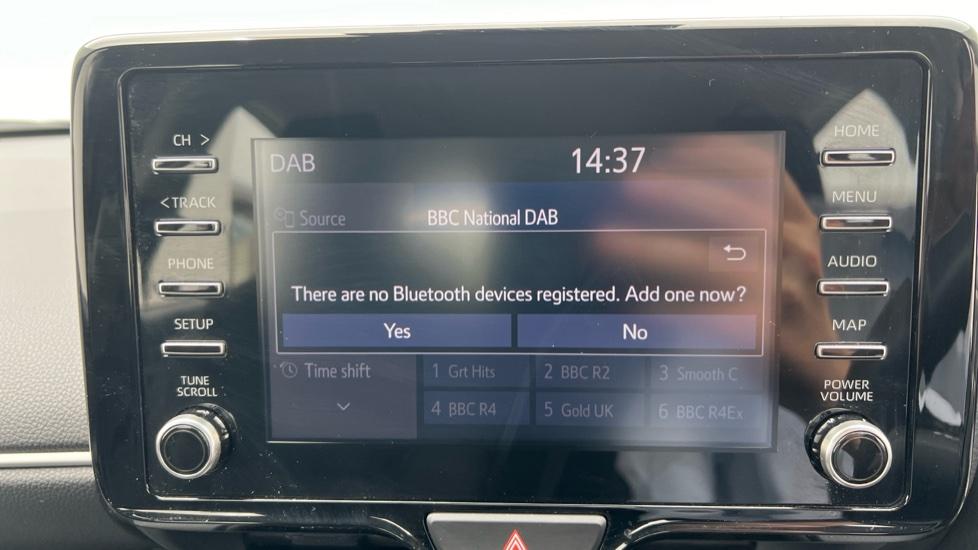 CH >
< TRACK
PHONE
SETUP
TUNE
SCROLL
DAB
14:37
Source
BBC National DAB
There are no Bluetooth devices registered. Add one now?
Yes No
Time shift
1 Grt Hits 2 BBC R2 3 Smooth C
4 BBC R4 5 Gold UK 6 BBC R4Ex
HOME
MENU
AUDIO
MAP
POWER
VOLUME